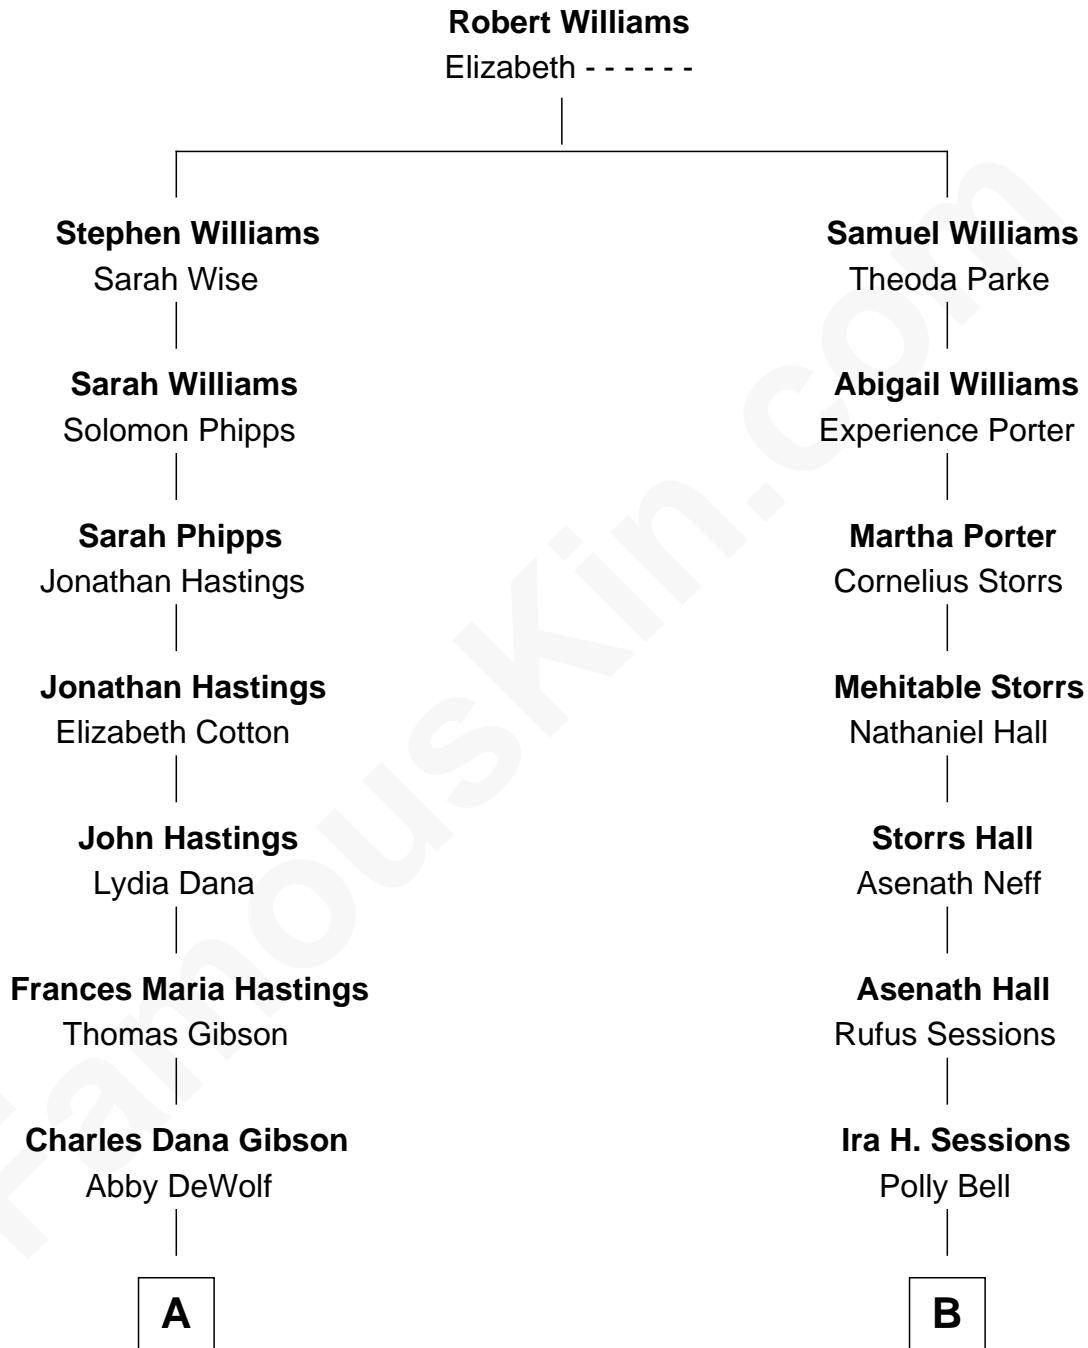 Robert Williams
Elizabeth - - - - - -
Stephen Williams
Sarah Wise
Samuel Williams
Theoda Parke
Sarah Williams
Solomon Phipps
Abigail Williams
Experience Porter
Sarah Phipps
Jonathan Hastings
Martha Porter
Cornelius Storrs
Jonathan Hastings
Elizabeth Cotton
Mehitable Storrs
Nathaniel Hall
John Hastings
Lydia Dana
Storrs Hall
Asenath Neff
Frances Maria Hastings
Thomas Gibson
Asenath Hall
Rufus Sessions
Charles Dana Gibson
Abby DeWolf
Ira H. Sessions
Polly Bell
A
B
FamousKin.com